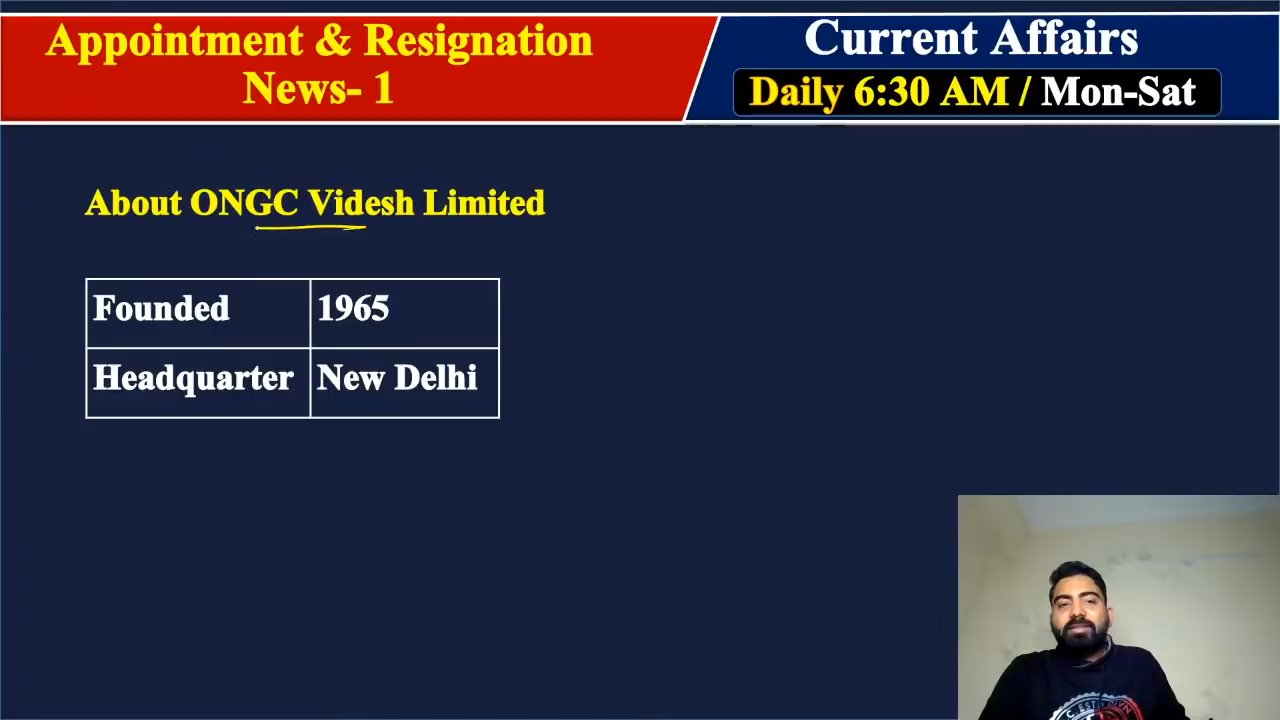 Appointment & Resignation
News- 1
Current Affairs
Daily 6:30 AM / Mon-Sat
About ONGC Videsh Limited
Founded 1965
Headquarter New Delhi